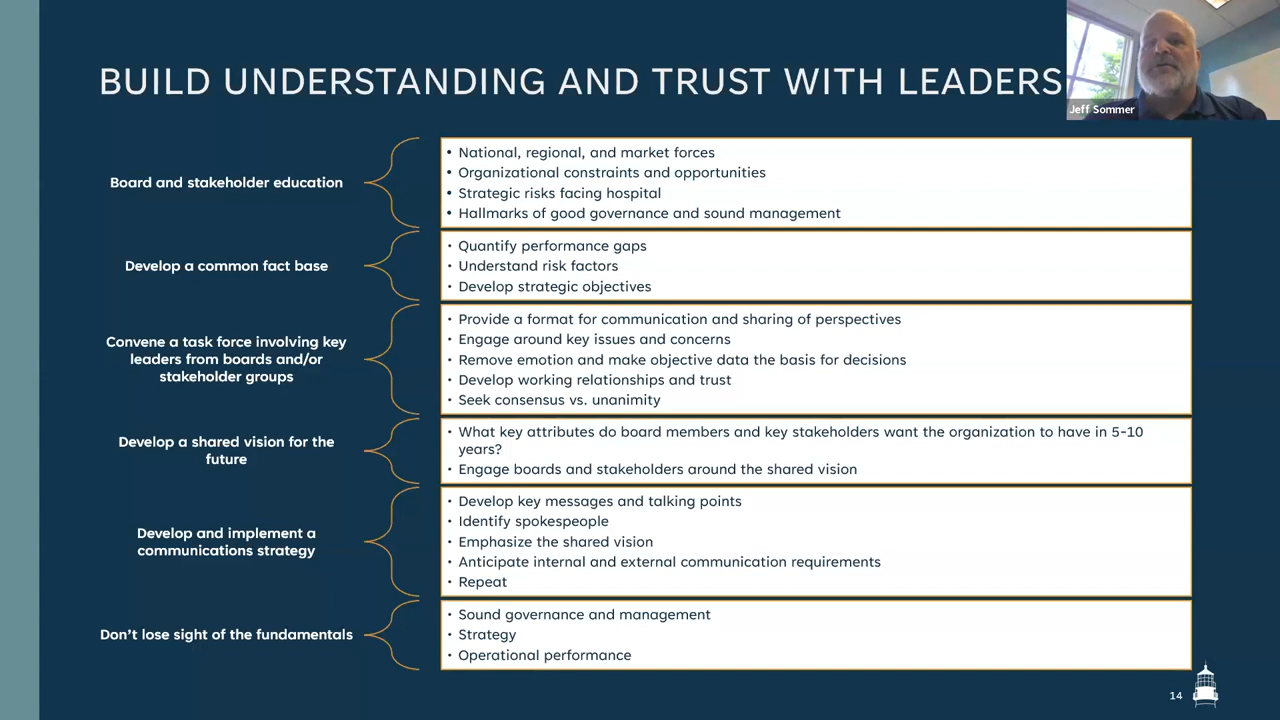 BUILD UNDERSTANDING AND TRUST WITH LEADERS
Jeff Sommer
Board and stakeholder education
• National, regional, and market forces
• Organizational constraints and opportunities
• Strategic risks facing hospital
• Hallmarks of good governance and sound management
Develop a common fact base
• Quantify performance gaps
• Understand risk factors
• Develop strategic objectives
Convene a task force involving key
leaders from boards and/or
stakeholder groups
• Provide a format for communication and sharing of perspectives
• Engage around key issues and concerns
• Remove emotion and make objective data the basis for decisions
• Develop working relationships and trust
• Seek consensus vs. unanimity
Develop a shared vision for the
future
• What key attributes do board members and key stakeholders want the organization to have in 5-10
years?
• Engage boards and stakeholders around the shared vision
Develop and implement a
communications strategy
• Develop key messages and talking points
• Identify spokespeople
• Emphasize the shared vision
• Anticipate internal and external communication requirements
• Repeat
Don't lose sight of the fundamentals
• Sound governance and management
• Strategy
• Operational performance
14